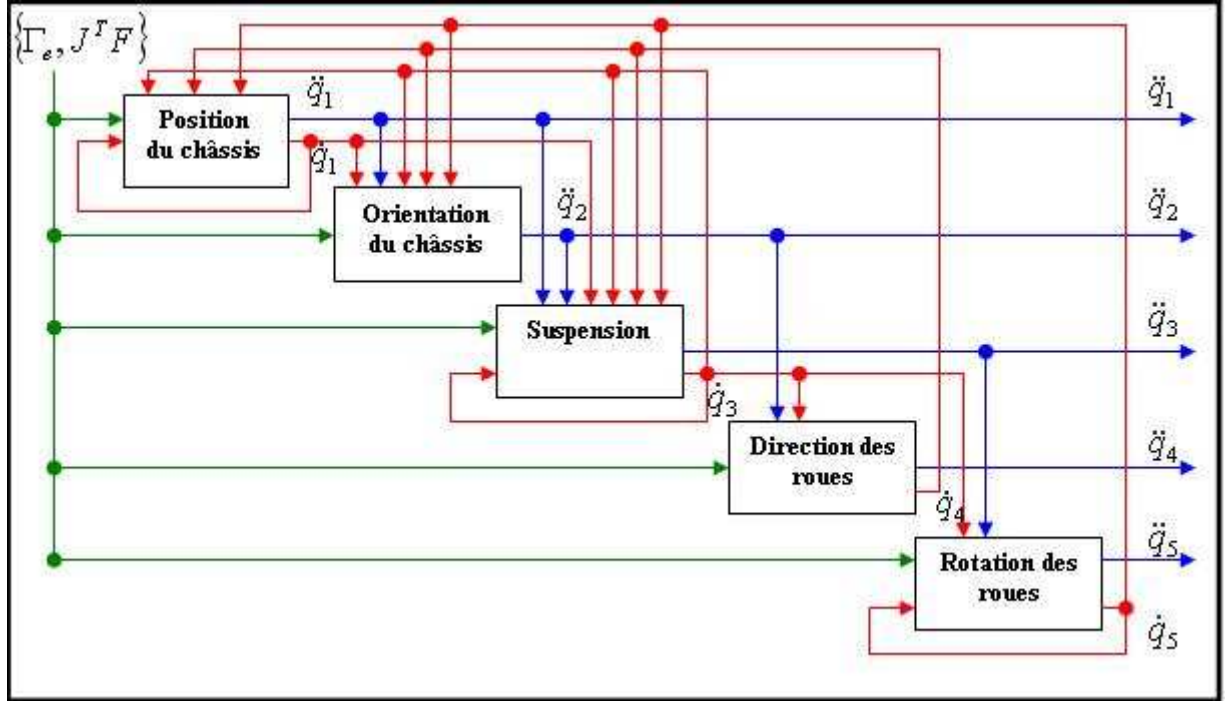 {Γₑ, JᵀF}
q̈₁
q̈₁
Position
du châssis
q̇₁
Orientation
du châssis
q̈₂
q̈₂
Suspension
q̈₃
q̇₃
Direction des
roues
q̈₄
q̇₄
Rotation des
roues
q̈₅
q̇₅